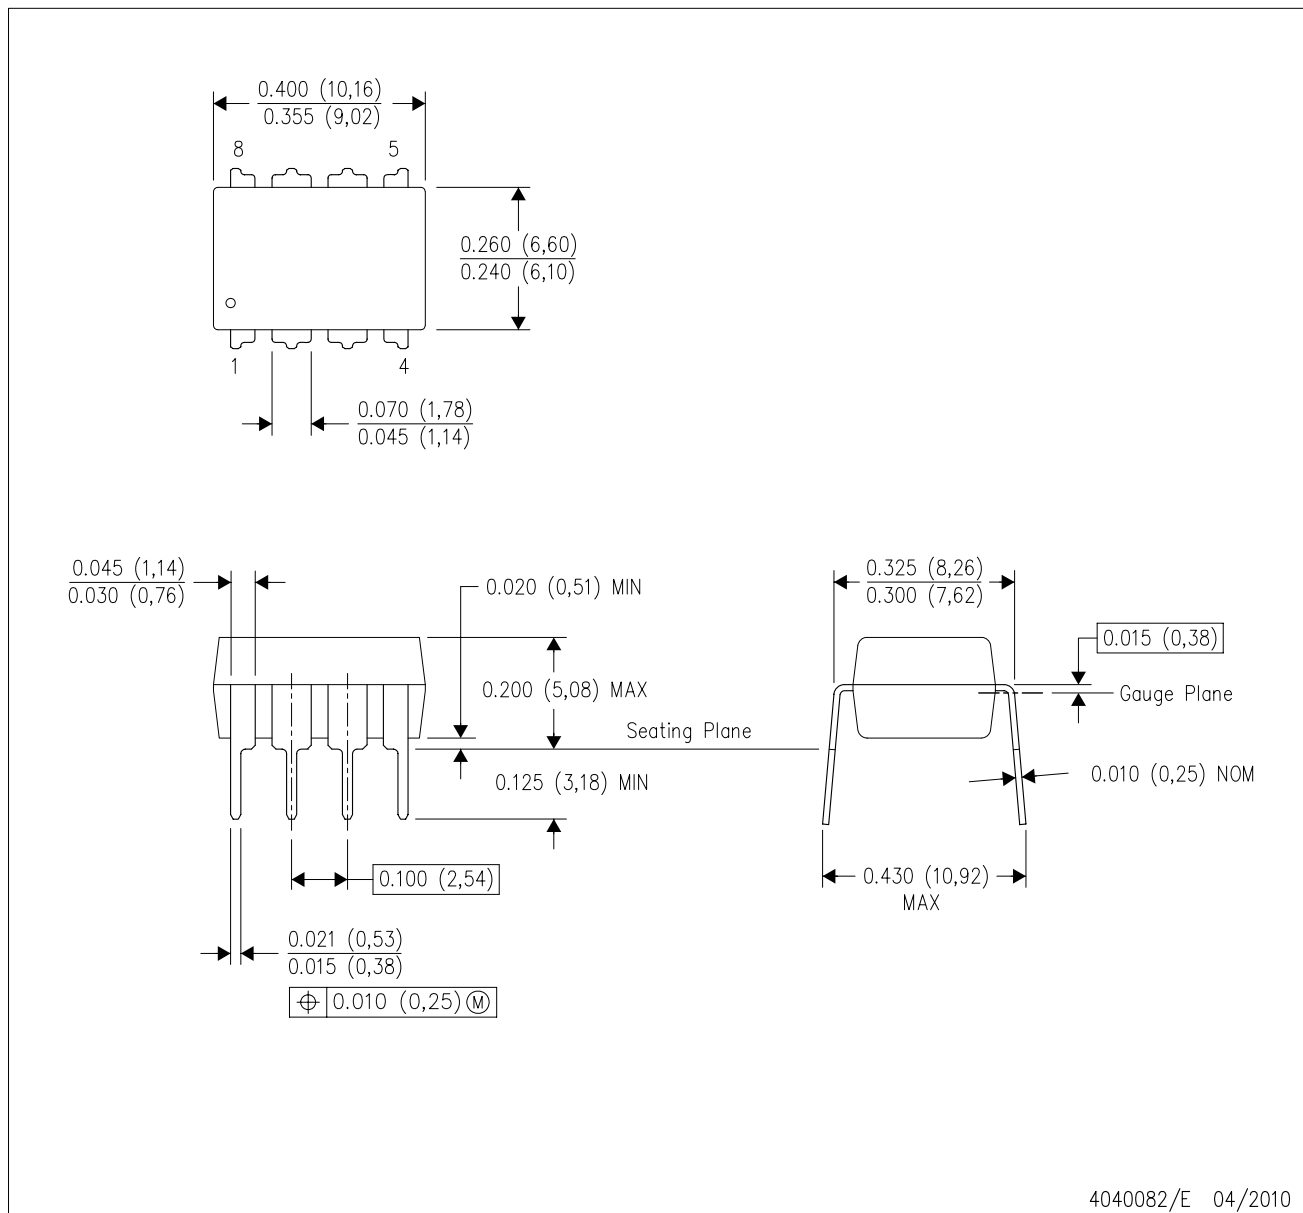 0.400 (10,16)
0.355 (9,02)
8
5
0.260 (6,60)
0.240 (6,10)
1
4
0.070 (1,78)
0.045 (1,14)
0.045 (1,14)
0.030 (0,76)
0.020 (0,51) MIN
0.325 (8,26)
0.300 (7,62)
0.015 (0,38)
0.200 (5,08) MAX
Gauge Plane
Seating Plane
0.125 (3,18) MIN
0.010 (0,25) NOM
0.100 (2,54)
0.430 (10,92)
MAX
0.021 (0,53)
0.015 (0,38)
⌖ 0.010 (0,25) Ⓜ
4040082/E 04/2010